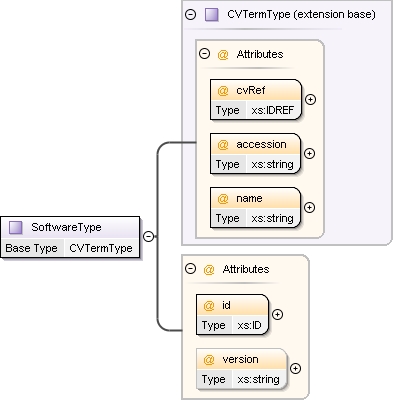 CVTermType (extension base)
@ Attributes
@ cvRef
Type xs:IDREF
@ accession
Type xs:string
@ name
Type xs:string
SoftwareType
Base Type CVTermType
@ Attributes
@ id
Type xs:ID
@ version
Type xs:string